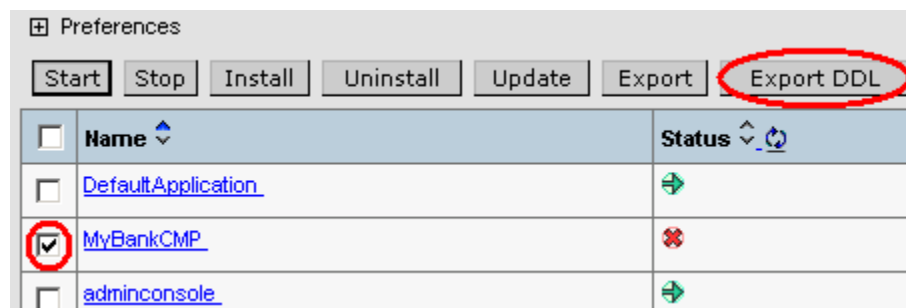 Preferences
Start Stop Install Uninstall Update Export Export DDL
Name Status
DefaultApplication
MyBankCMP
adminconsole